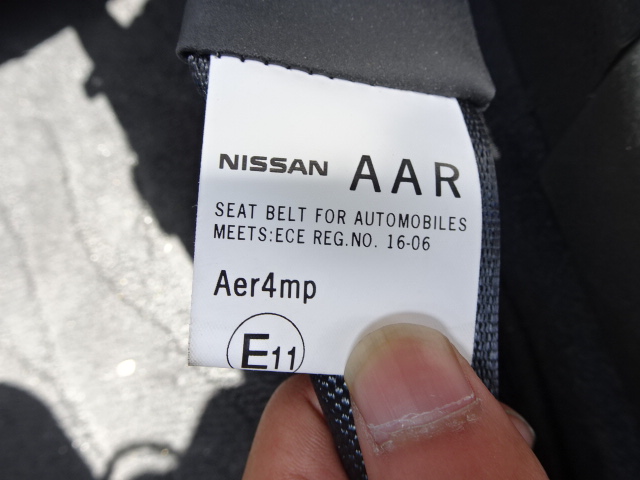 NISSAN AAR
SEAT BELT FOR AUTOMOBILES
MEETS:ECE REG.NO. 16-06
Aer4mp
E11